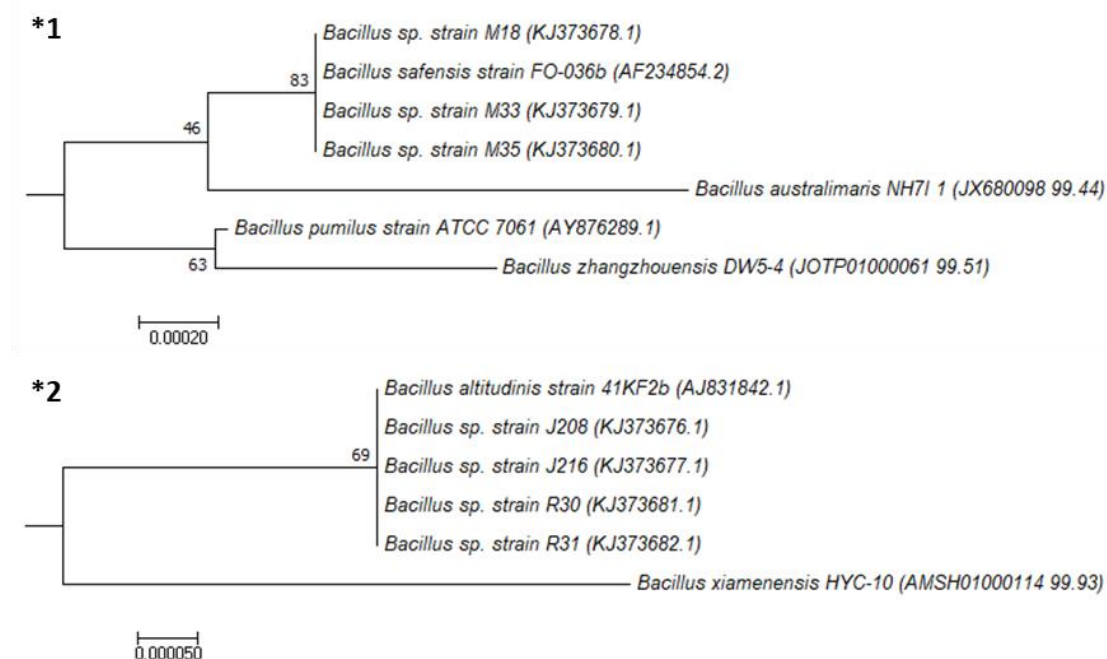 *1
Bacillus sp. strain M18 (KJ373678.1)
83
Bacillus safensis strain FO-036b (AF234854.2)
Bacillus sp. strain M33 (KJ373679.1)
46
Bacillus sp. strain M35 (KJ373680.1)
Bacillus australimaris NH7I 1 (JX680098 99.44)
Bacillus pumilus strain ATCC 7061 (AY876289.1)
63
Bacillus zhangzhouensis DW5-4 (JOTP01000061 99.51)
0.00020
*2
Bacillus altitudinis strain 41KF2b (AJ831842.1)
Bacillus sp. strain J208 (KJ373676.1)
69
Bacillus sp. strain J216 (KJ373677.1)
Bacillus sp. strain R30 (KJ373681.1)
Bacillus sp. strain R31 (KJ373682.1)
Bacillus xiamenensis HYC-10 (AMSH01000114 99.93)
0.000050